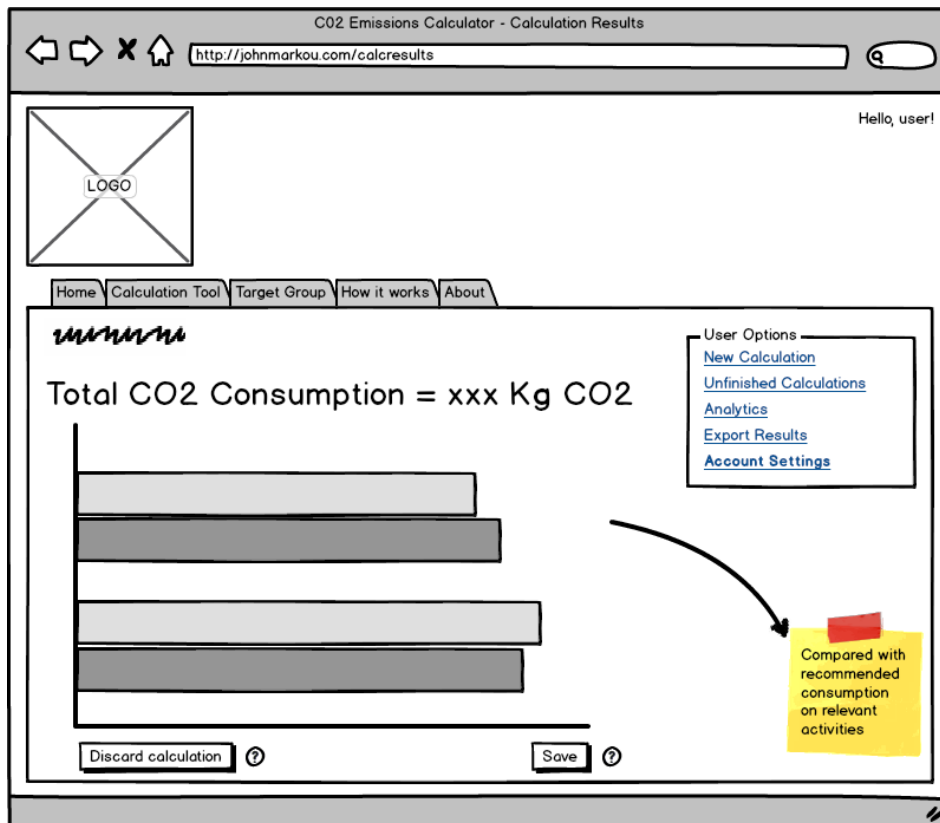 C02 Emissions Calculator - Calculation Results
http://johnmarkou.com/calcresults
Hello, user!
LOGO
Home Calculation Tool Target Group How it works About
User Options
New Calculation
Unfinished Calculations
Analytics
Export Results
Account Settings
Total CO2 Consumption = xxx Kg CO2
Compared with
recommended
consumption
on relevant
activities
Discard calculation ? Save ?